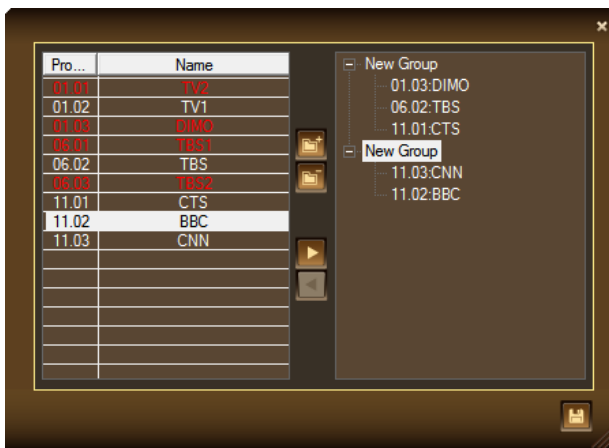 Pro... Name
01.01 TV2
01.02 TV1
01.03 DIMO
06.01 TBS1
06.02 TBS
06.03 TBS2
11.01 CTS
11.02 BBC
11.03 CNN
New Group
01.03:DIMO
06.02:TBS
11.01:CTS
New Group
11.03:CNN
11.02:BBC